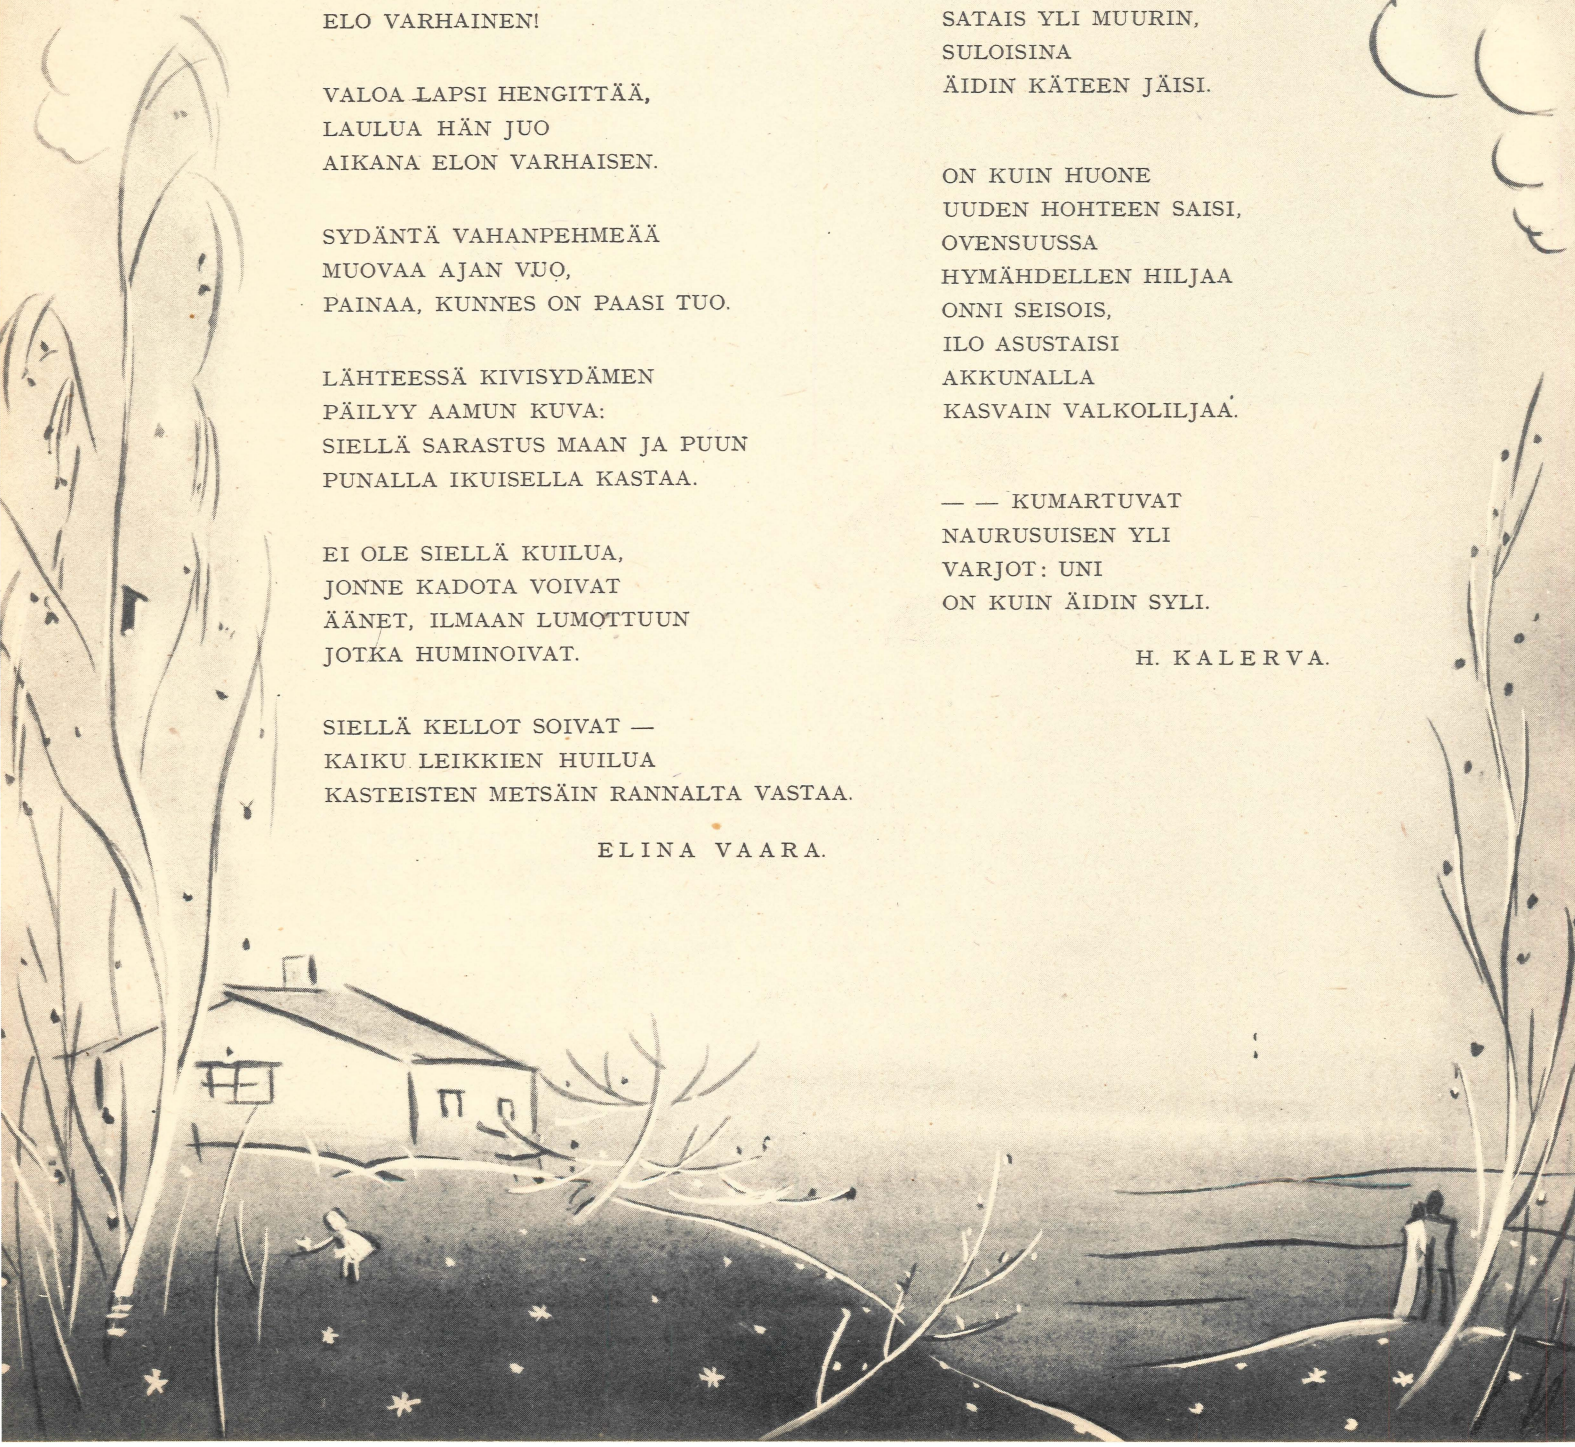 ELO VARHAINEN!

VALOA LAPSI HENGITTÄÄ,
LAULUA HÄN JUO
AIKANA ELON VARHAISEN.

SYDÄNTÄ VAHANPEHMEÄÄ
MUOVAA AJAN VUO,
PAINAA, KUNNES ON PAASI TUO.

LÄHTEESSÄ KIVISYDÄMEN
PÄILYY AAMUN KUVA:
SIELLÄ SARASTUS MAAN JA PUUN
PUNALLA IKUISELLA KASTAA.

EI OLE SIELLÄ KUILUA,
JONNE KADOTA VOIVAT
ÄÄNET, ILMAAN LUMOTTUUN
JOTKA HUMINOIVAT.

SIELLÄ KELLOT SOIVAT —
KAIKU LEIKKIEN HUILUA
KASTEISTEN METSÄIN RANNALTA VASTAA.

ELINA VAARA.

SATAIS YLI MUURIN,
SULOISINA
ÄIDIN KÄTEEN JÄISI.

ON KUIN HUONE
UUDEN HOHTEEN SAISI,
OVENSUUSSA
HYMÄHDELLEN HILJAA
ONNI SEISOIS,
ILO ASUSTAISI
AKKUNALLA
KASVAIN VALKOLILJAA.

— — KUMARTUVAT
NAURUSUISEN YLI
VARJOT: UNI
ON KUIN ÄIDIN SYLI.

H. KALERVA.